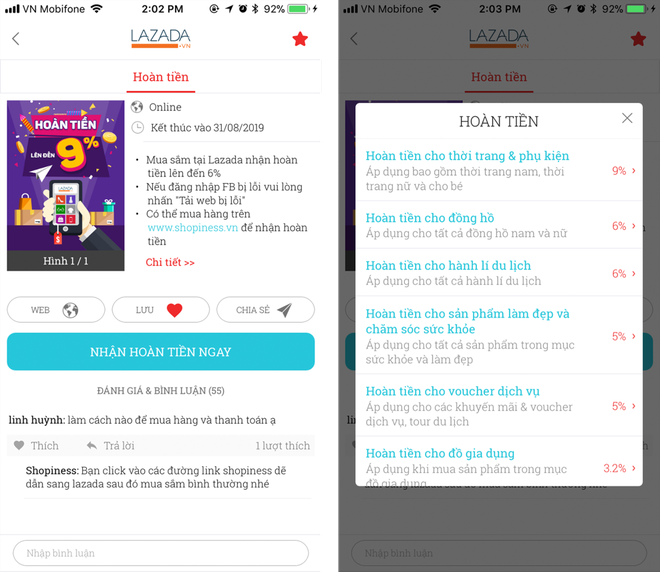 VN Mobifone 2:02 PM 92%
LAZADA
.VN
Hoàn tiền
HOÀN TIỀN
LÊN ĐẾN
9%
LAZADA
Hình 1 / 1
Online
Kết thúc vào 31/08/2019
• Mua sắm tại Lazada nhận hoàn
tiền lên đến 6%
• Nếu đăng nhập FB bị lỗi vui lòng
nhấn "Tải web bị lỗi"
• Có thể mua hàng trên
www.shopiness.vn để nhận hoàn
tiền
Chi tiết >>
WEB
LƯU
CHIA SẺ
NHẬN HOÀN TIỀN NGAY
ĐÁNH GIÁ & BÌNH LUẬN (55)
linh huỳnh: làm cách nào để mua hàng và thanh toán ạ
Thích
Trả lời
1 lượt thích
Shopiness: Bạn click vào các đường link shopiness dẽ
dẫn sang lazada sau đó mua sắm bình thường nhé
Nhập bình luận
VN Mobifone 2:03 PM 92%
LAZADA
.VN
Hoàn tiền
HOÀN TIỀN
Hoàn tiền cho thời trang & phụ kiện
Áp dụng bao gồm thời trang nam, thời
trang nữ và cho bé
9% ›
Hoàn tiền cho đồng hồ
Áp dụng cho tất cả đồng hồ nam và nữ
6% ›
Hoàn tiền cho hành lí du lịch
Áp dụng cho tất cả hành lí du lịch
6% ›
Hoàn tiền cho sản phẩm làm đẹp và
chăm sóc sức khỏe
Áp dụng cho tất cả sản phẩm trong mục
sức khỏe và làm đẹp
5% ›
Hoàn tiền cho voucher dịch vụ
Áp dụng cho các khuyến mãi & voucher
dịch vụ, tour du lịch
5% ›
Hoàn tiền cho đồ gia dụng
Áp dụng khi mua sản phẩm trong mục
đồ gia dụng
3.2% ›
Nhập bình luận